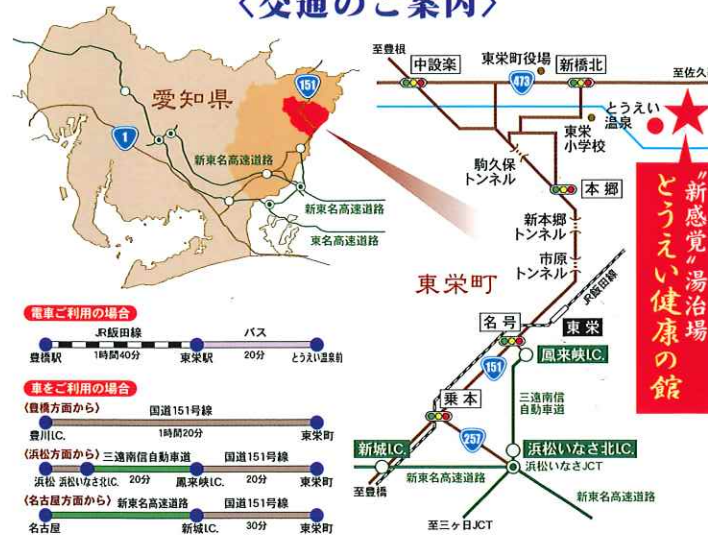 〈交通のご案内〉
愛知県
151
1
新東名高速道路
新東名高速道路
東名高速道路
至豊根
中設楽
東栄町役場
新橋北
473
至佐久
とうえい
温泉
東栄
小学校
駒久保
トンネル
本郷
新本郷
トンネル
市原
トンネル
東栄町
JR飯田線
名号
東栄
鳳来峡I.C.
151
三遠南信
自動車道
乗本
257
新城I.C.
浜松いなさ北I.C.
浜松いなさJCT
新東名高速道路
至豊橋
新東名高速道路
至三ヶ日JCT
"新感覚"湯治場
とうえい健康の館
電車ご利用の場合
JR飯田線 バス
豊橋駅 1時間40分 東栄駅 20分 とうえい温泉前
車をご利用の場合
〈豊橋方面から〉 国道151号線
豊川I.C. 1時間20分 東栄町
〈浜松方面から〉 三遠南信自動車道 国道151号線
浜松 浜松いなさ北I.C. 20分 鳳来峡I.C. 20分 東栄町
〈名古屋方面から〉 新東名高速道路 国道151号線
名古屋 新城I.C. 30分 東栄町